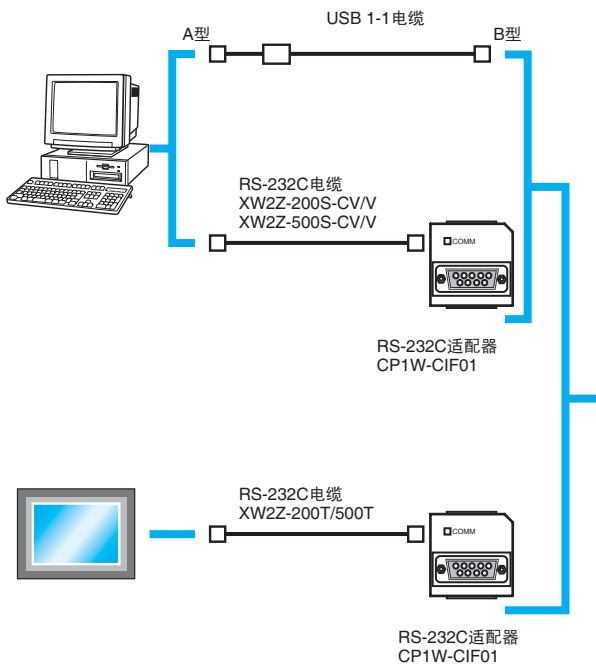 USB 1-1电缆
A型
B型
RS-232C电缆
XW2Z-200S-CV/V
XW2Z-500S-CV/V
COMM
RS-232C适配器
CP1W-CIF01
RS-232C电缆
XW2Z-200T/500T
COMM
RS-232C适配器
CP1W-CIF01